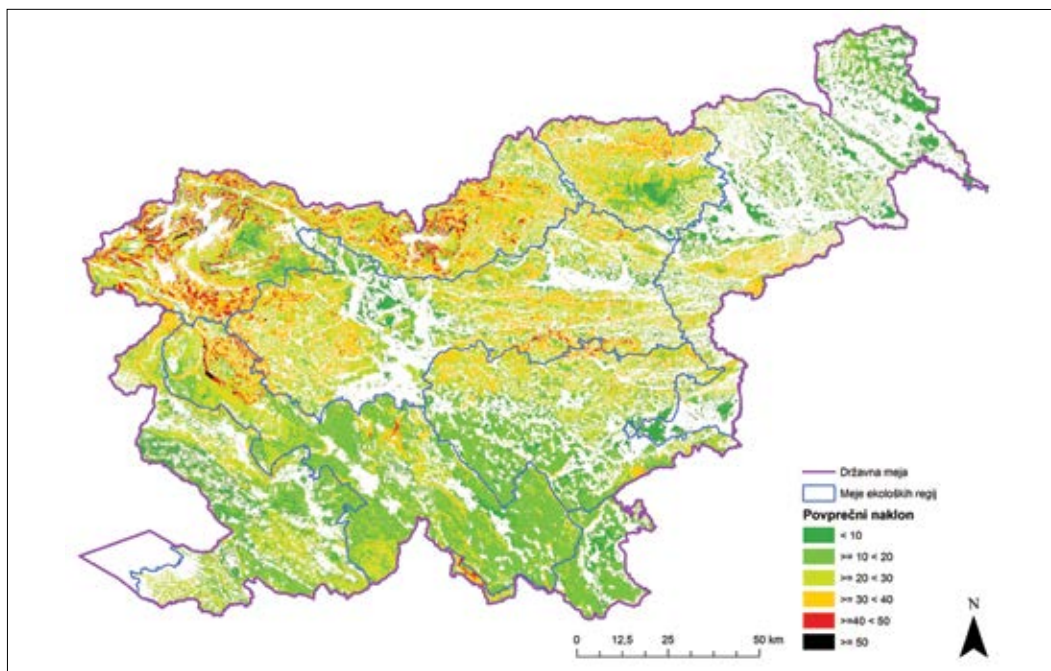 Državna meja
Meje ekoloških regij
Povprečni naklon
< 10
>= 10 < 20
>= 20 < 30
>= 30 < 40
>=40 < 50
>= 50
N
0 12,5 25 50 km